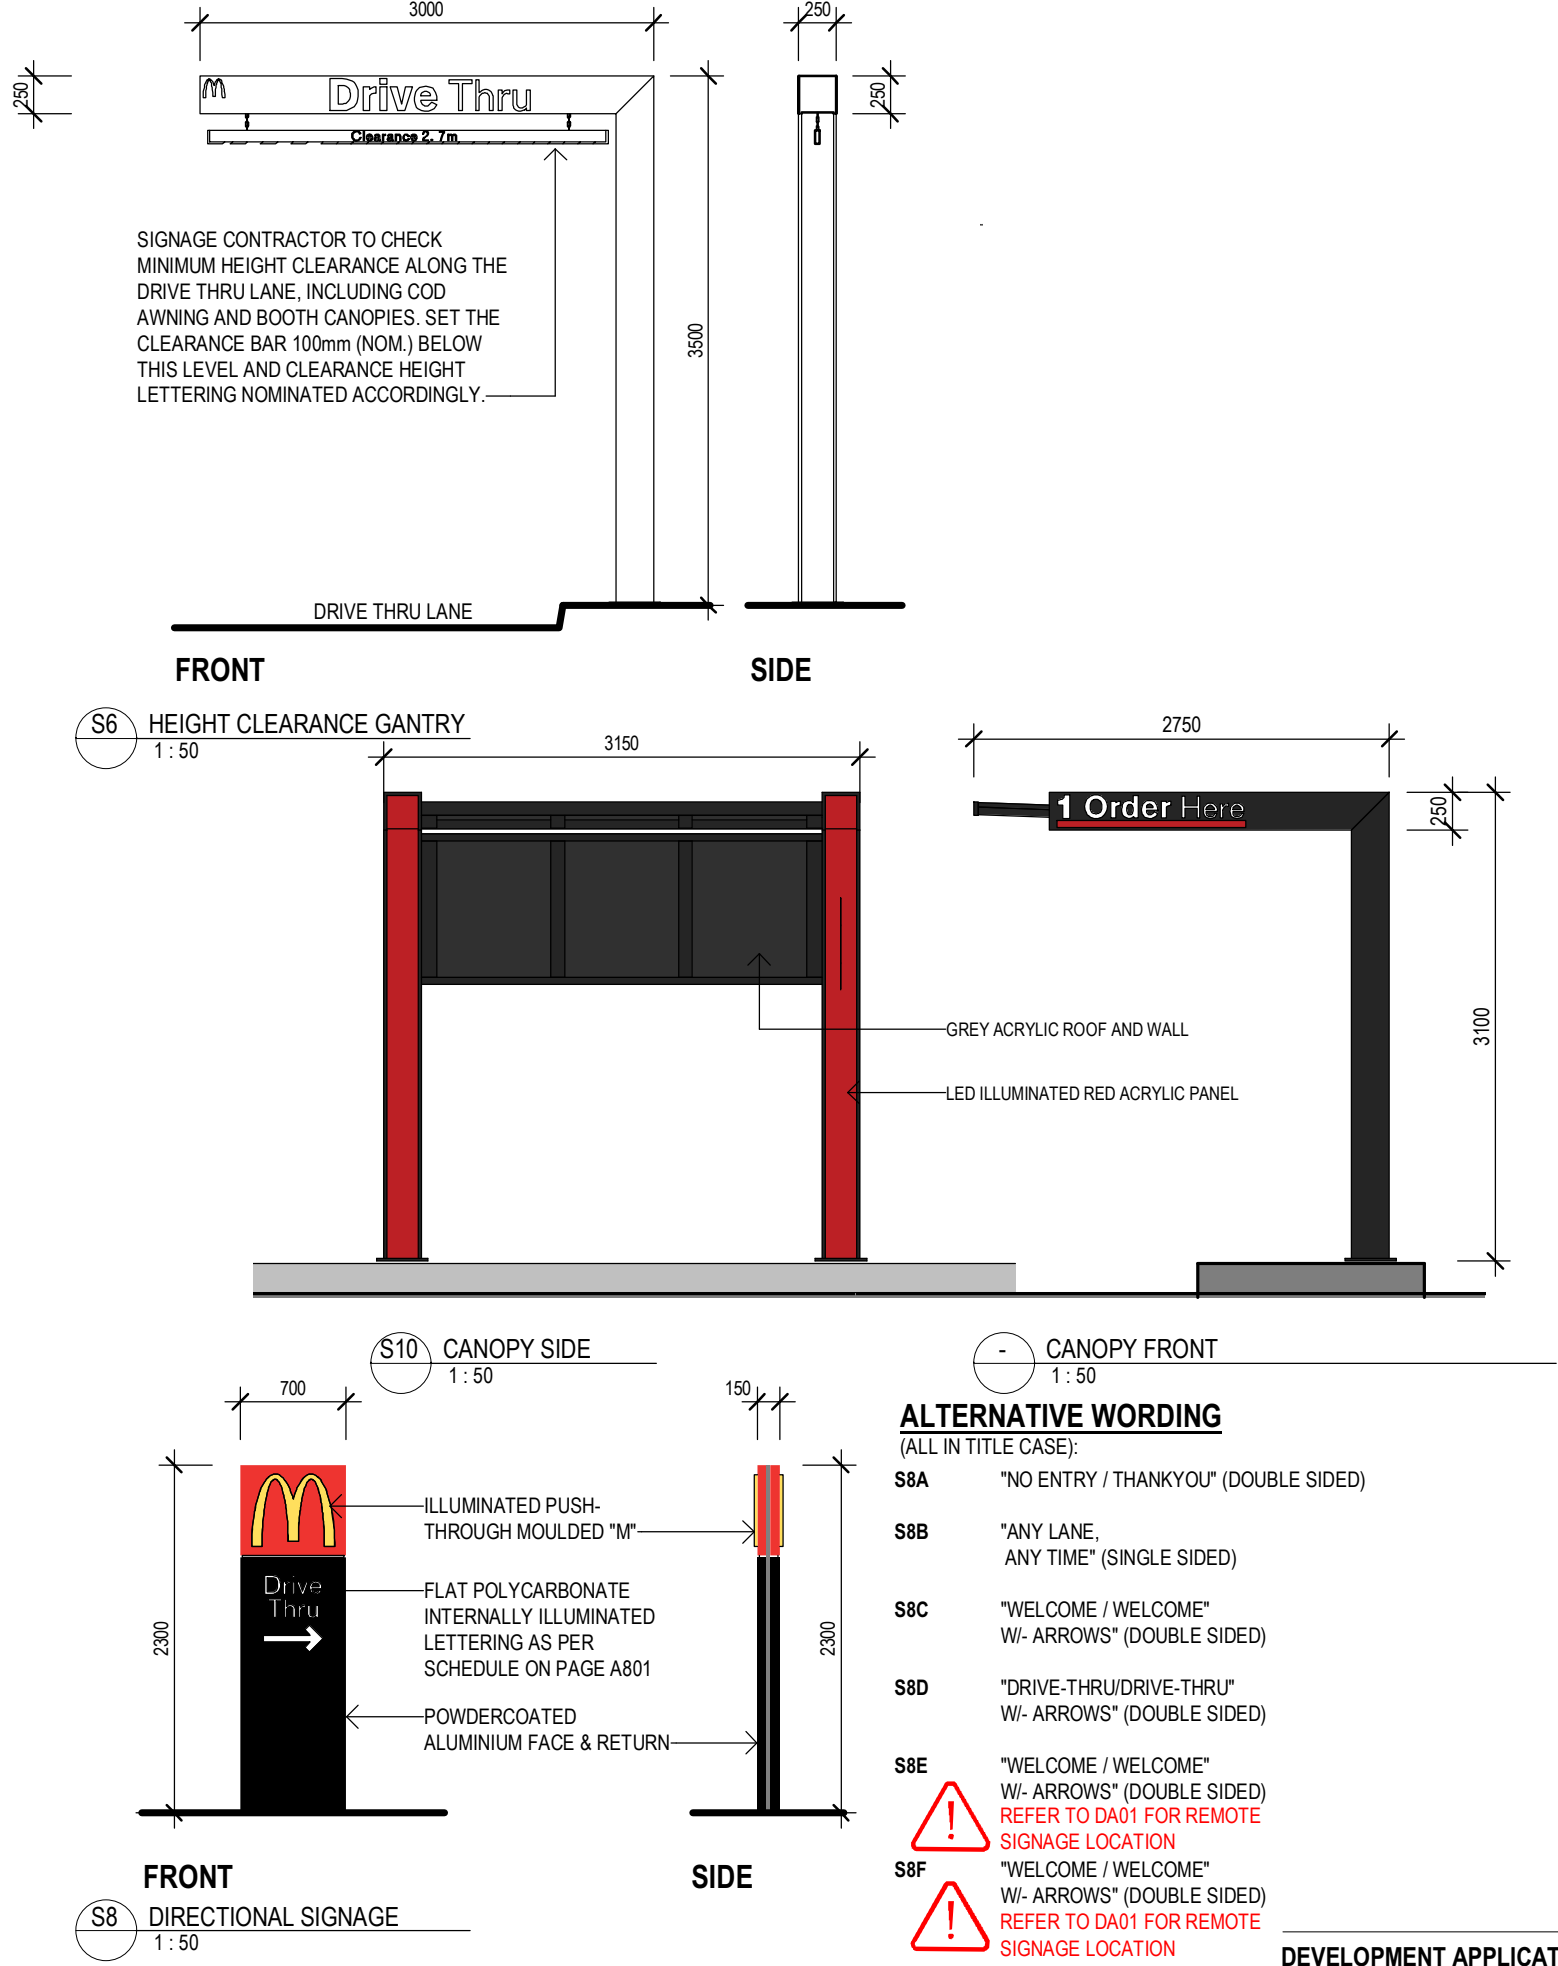 3000
250
250
250
Drive Thru
Clearance 2. 7m
SIGNAGE CONTRACTOR TO CHECK
MINIMUM HEIGHT CLEARANCE ALONG THE
DRIVE THRU LANE, INCLUDING COD
AWNING AND BOOTH CANOPIES. SET THE
CLEARANCE BAR 100mm (NOM.) BELOW
THIS LEVEL AND CLEARANCE HEIGHT
LETTERING NOMINATED ACCORDINGLY.
3500
DRIVE THRU LANE
FRONT
SIDE
S6 HEIGHT CLEARANCE GANTRY
1 : 50
3150
2750
1 Order Here
250
3100
GREY ACRYLIC ROOF AND WALL
LED ILLUMINATED RED ACRYLIC PANEL
S10 CANOPY SIDE
1 : 50
- CANOPY FRONT
1 : 50
700
150
2300
2300
Drive
Thru
ILLUMINATED PUSH-
THROUGH MOULDED "M"
FLAT POLYCARBONATE
INTERNALLY ILLUMINATED
LETTERING AS PER
SCHEDULE ON PAGE A801
POWDERCOATED
ALUMINIUM FACE & RETURN
FRONT
SIDE
S8 DIRECTIONAL SIGNAGE
1 : 50
ALTERNATIVE WORDING
(ALL IN TITLE CASE):
S8A "NO ENTRY / THANKYOU" (DOUBLE SIDED)
S8B "ANY LANE,
ANY TIME" (SINGLE SIDED)
S8C "WELCOME / WELCOME"
W/- ARROWS" (DOUBLE SIDED)
S8D "DRIVE-THRU/DRIVE-THRU"
W/- ARROWS" (DOUBLE SIDED)
S8E "WELCOME / WELCOME"
W/- ARROWS" (DOUBLE SIDED)
! REFER TO DA01 FOR REMOTE
SIGNAGE LOCATION
S8F "WELCOME / WELCOME"
W/- ARROWS" (DOUBLE SIDED)
! REFER TO DA01 FOR REMOTE
SIGNAGE LOCATION
DEVELOPMENT APPLICAT